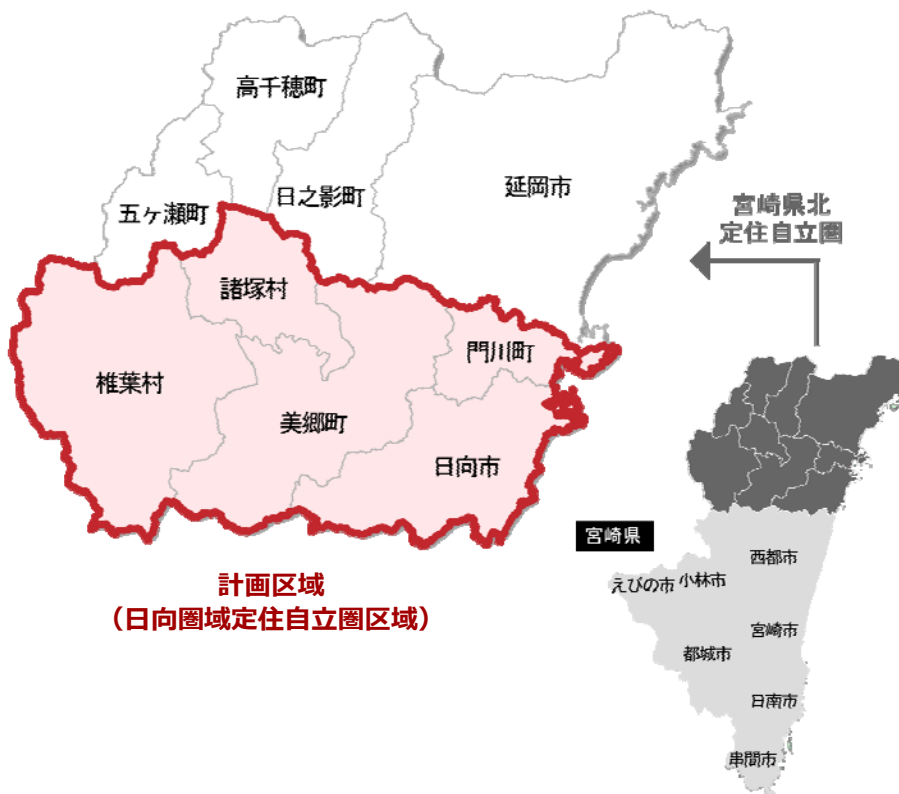 高千穂町
日之影町
延岡市
五ヶ瀬町
宮崎県北
定住自立圏
諸塚村
門川町
椎葉村
美郷町
日向市
計画区域
（日向圏域定住自立圏区域）
宮崎県
西都市
えびの市
小林市
宮崎市
都城市
日南市
串間市